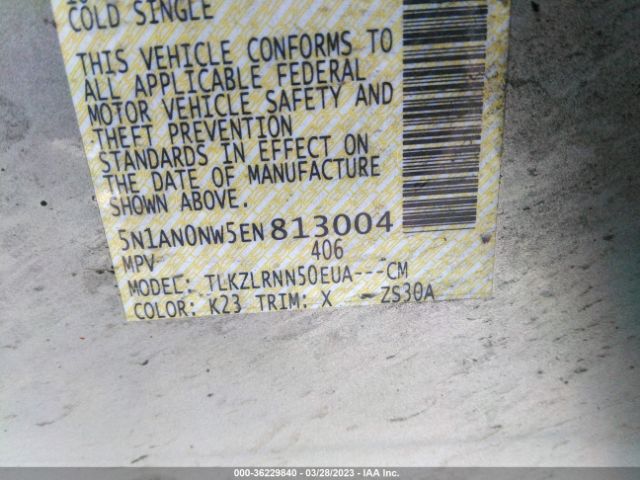 COLD SINGLE
THIS VEHICLE CONFORMS TO
ALL APPLICABLE FEDERAL
MOTOR VEHICLE SAFETY AND
THEFT PREVENTION
STANDARDS IN EFFECT ON
THE DATE OF MANUFACTURE
SHOWN ABOVE.
5N1AN0NW5EN813004
MPV 406
MODEL: TLKZLRNN50EUA---CM
COLOR: K23 TRIM: X ZS30A
000-36229840 | 03/28/2023 | IAA Inc.